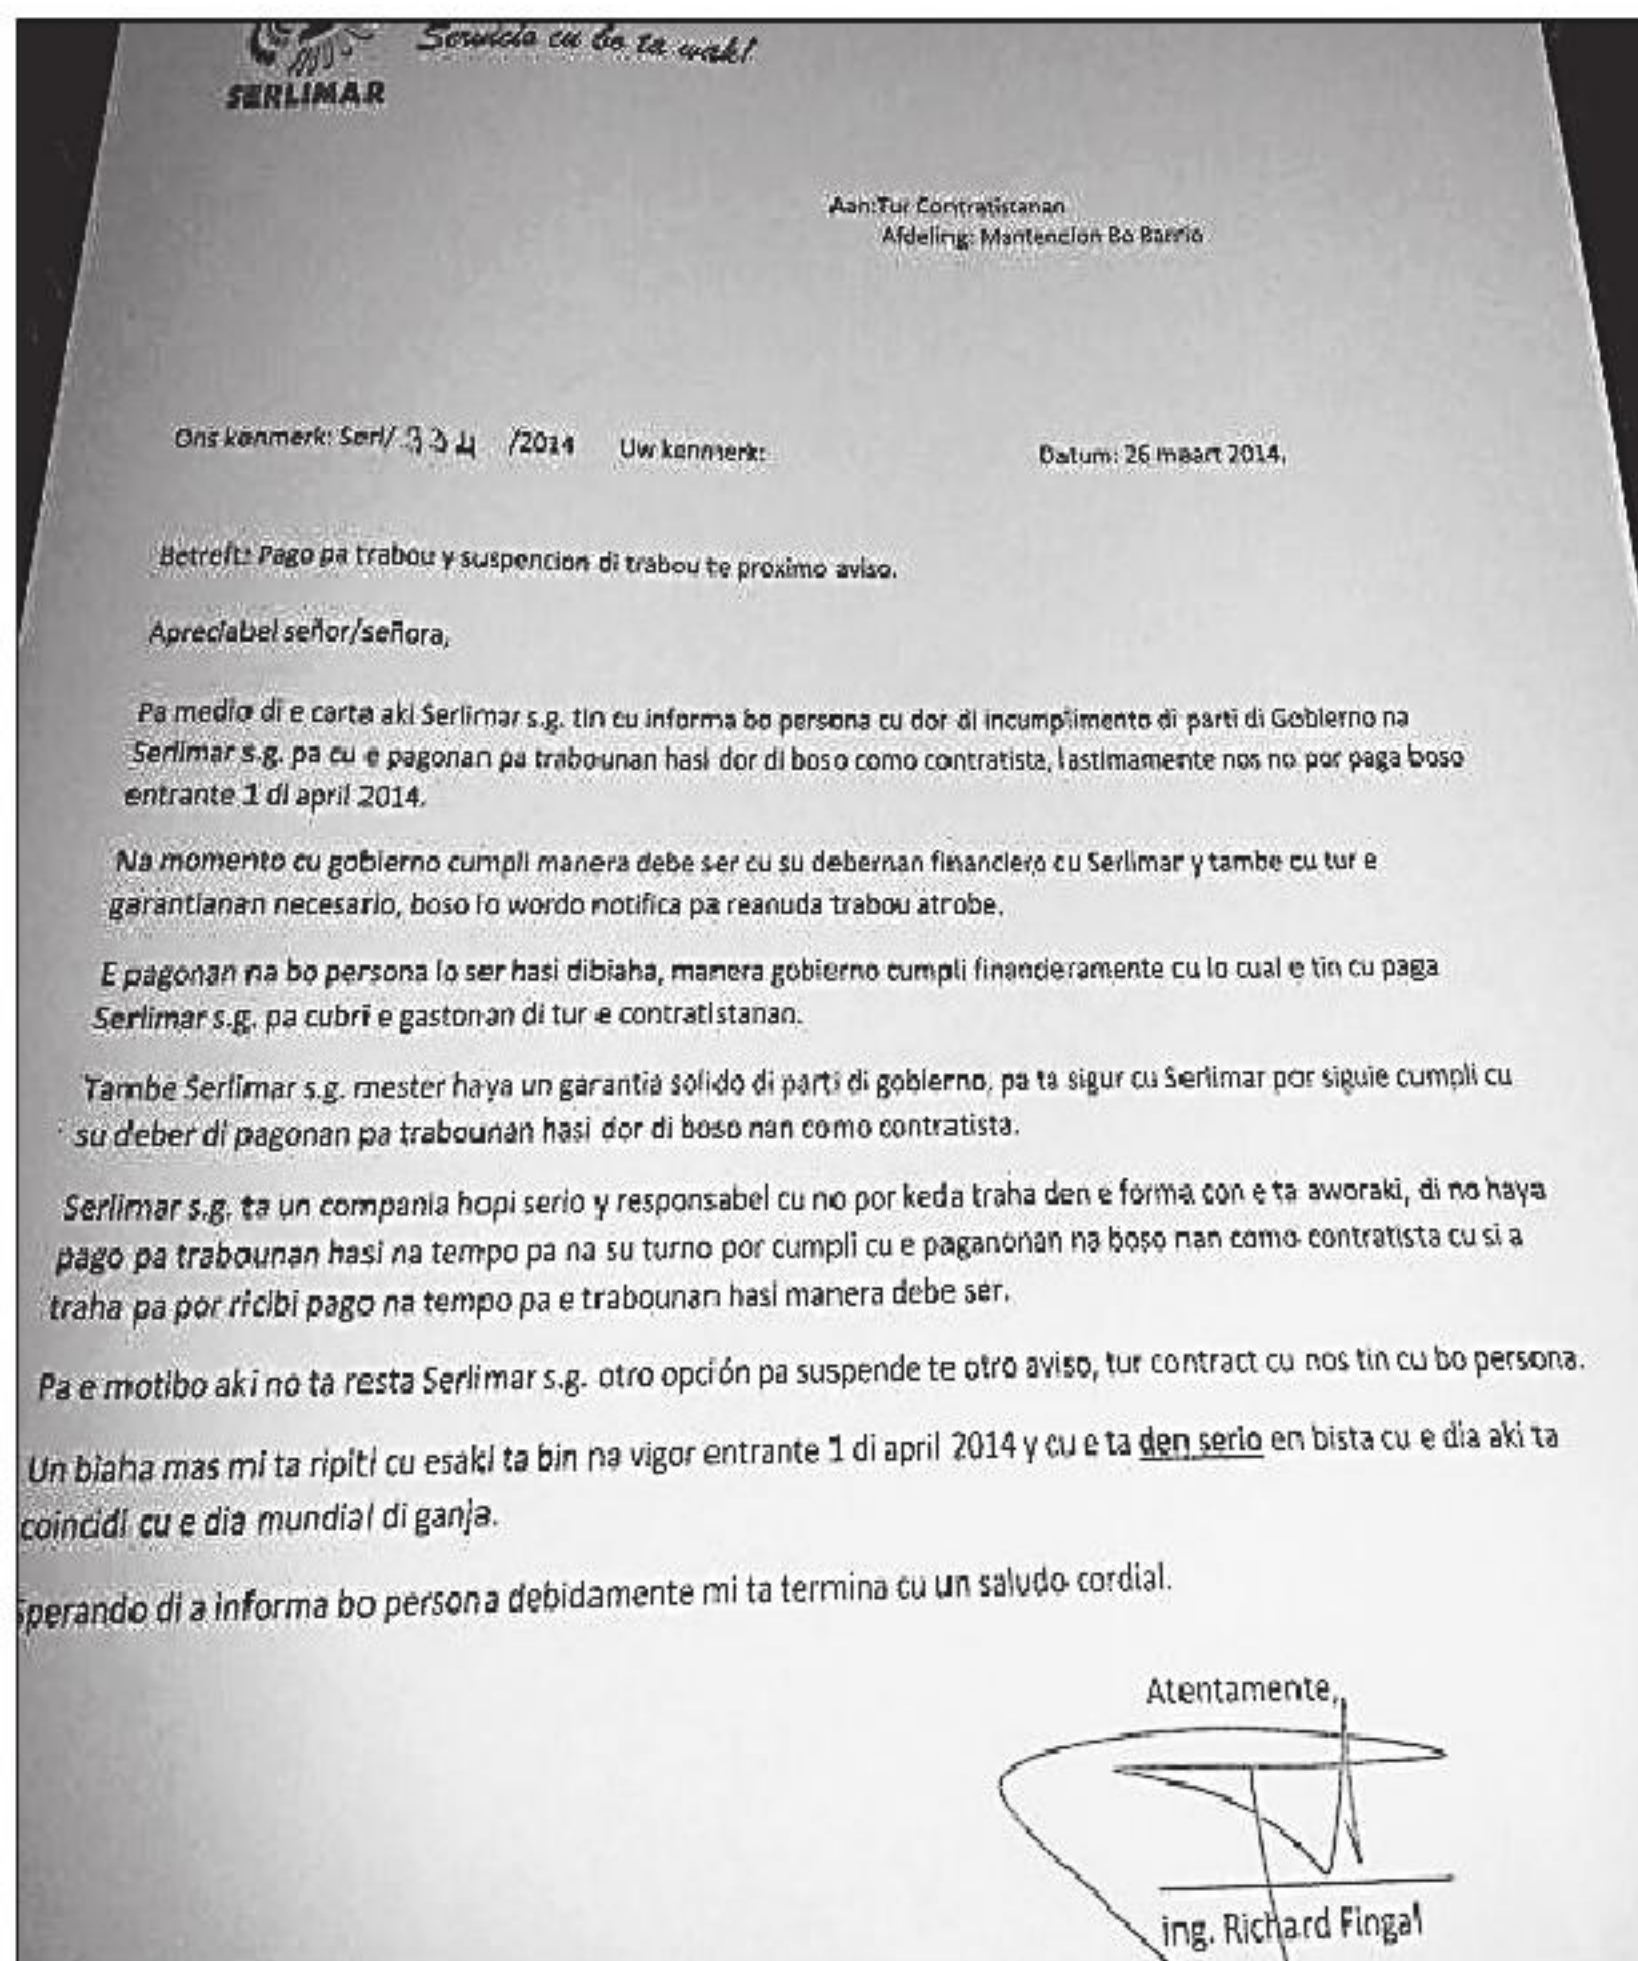 Servicio cu bo ta wak!
SERLIMAR
Aan:Tur Contratistanan
Afdeling: Mantencion Bo Barrio
Ons kenmerk: Serl/ 334 /2014 Uw kenmerk: Datum: 26 maart 2014.
Betreft: Pago pa trabou y suspencion di trabou te proximo aviso.
Apreciabel señor/señora,
Pa medio di e carta aki Serlimar s.g. tin cu informa bo persona cu dor di incumplimento di parti di Gobierno na
Serlimar s.g. pa cu e pagonan pa trabounan hasi dor di boso como contratista, lastimamente nos no por paga boso
entrante 1 di april 2014.
Na momento cu gobierno cumpli manera debe ser cu su debernan financiero cu Serlimar y tambe cu tur e
garantianan necesario, boso lo wordo notifica pa reanuda trabou atrobe.
E pagonan na bo persona lo ser hasi dibiaha, manera gobierno cumpli financieramente cu lo cual e tin cu paga
Serlimar s.g. pa cubri e gastonan di tur e contratistanan.
Tambe Serlimar s.g. mester haya un garantia solido di parti di gobierno, pa ta sigur cu Serlimar por siguie cumpli cu
su deber di pagonan pa trabounan hasi dor di boso nan como contratista.
Serlimar s.g. ta un compania hopi serio y responsabel cu no por keda traha den e forma con e ta aworaki, di no haya
pago pa trabounan hasi na tempo pa na su turno por cumpli cu e paganonan na boso nan como contratista cu si a
traha pa por ricibi pago na tempo pa e trabounan hasi manera debe ser.
Pa e motibo aki no ta resta Serlimar s.g. otro opción pa suspende te otro aviso, tur contract cu nos tin cu bo persona.
Un biaha mas mi ta ripiti cu esaki ta bin na vigor entrante 1 di april 2014 y cu e ta den serio en bista cu e dia aki ta
coincidi cu e dia mundial di ganja.
sperando di a informa bo persona debidamente mi ta termina cu un saludo cordial.
Atentamente,
ing. Richard Fingal